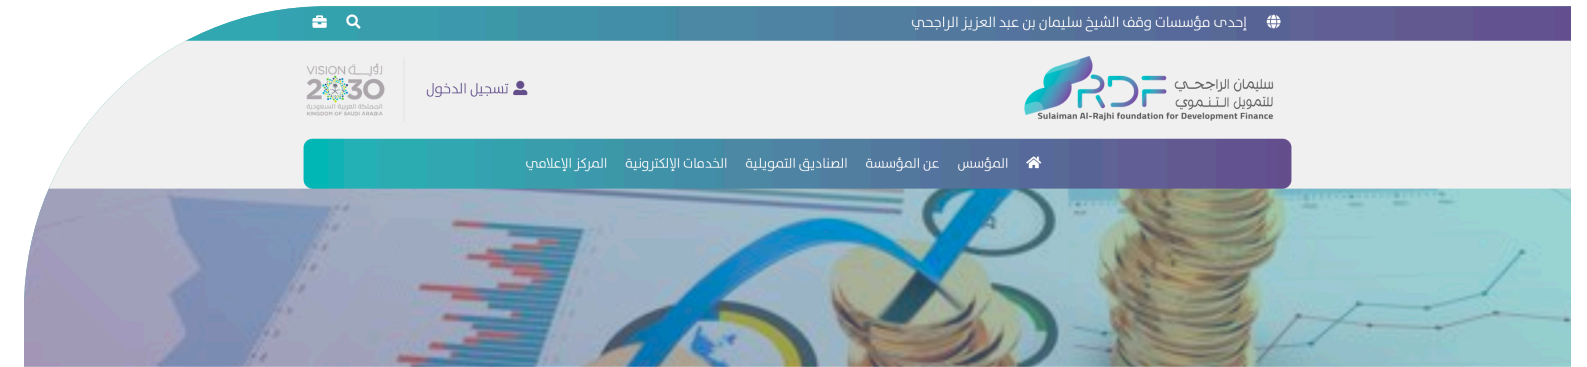 إحدى مؤسسات وقف الشيخ سليمان بن عبد العزيز الراجحي
RDF
سليمان الراجحي
للتمويل التنموي
Sulaiman Al-Rajhi foundation for Development Finance
تسجيل الدخول
VISION رؤيــة
2030
المملكة العربية السعودية
KINGDOM OF SAUDI ARABIA
المؤسس عن المؤسسة الصناديق التمويلية الخدمات الإلكترونية المركز الإعلامي